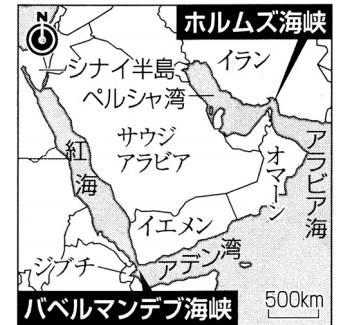 ホルムズ海峡
イラン
シナイ半島
ペルシャ湾
サウジ
アラビア
紅海
オマーン
アラビア海
イエメン
アデン湾
ジブチ
バベルマンデブ海峡
500km